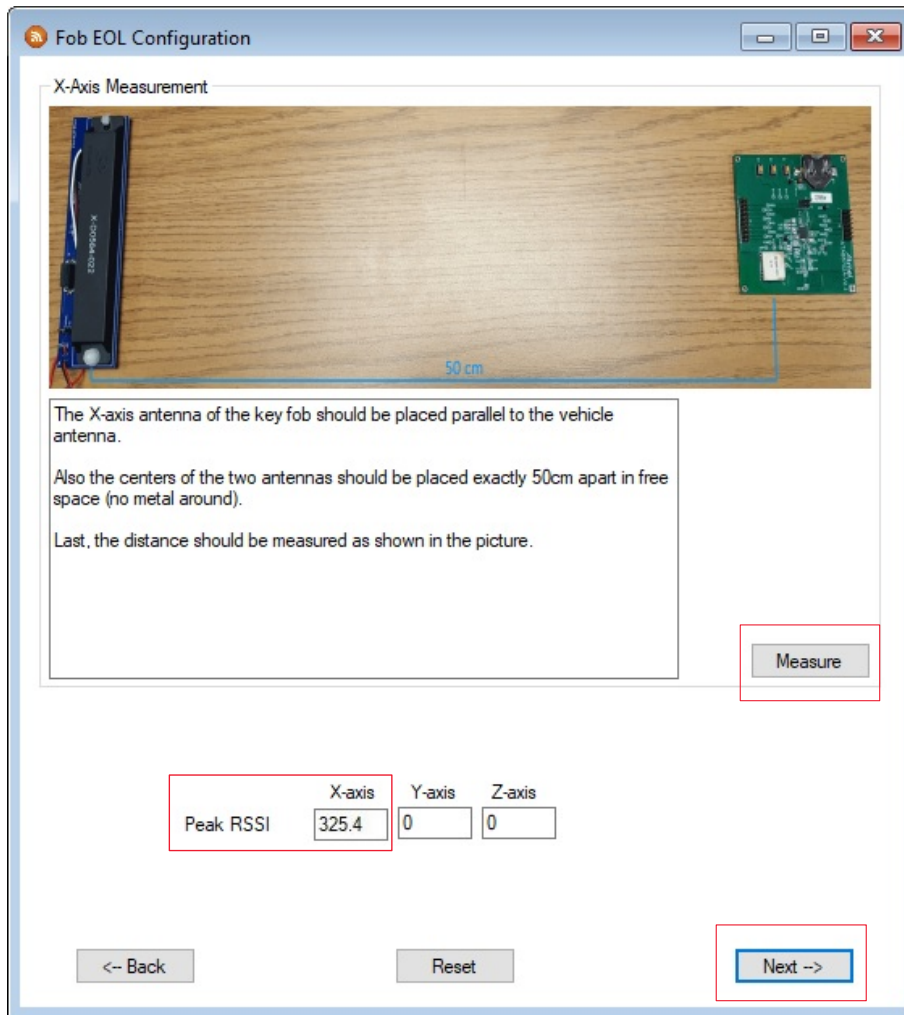 Fob EOL Configuration
X-Axis Measurement
X-D0564-022
50 cm
The X-axis antenna of the key fob should be placed parallel to the vehicle
antenna.
Also the centers of the two antennas should be placed exactly 50cm apart in free
space (no metal around).
Last, the distance should be measured as shown in the picture.
Measure
X-axis Y-axis Z-axis
Peak RSSI 325.4 0 0
<-- Back Reset Next -->